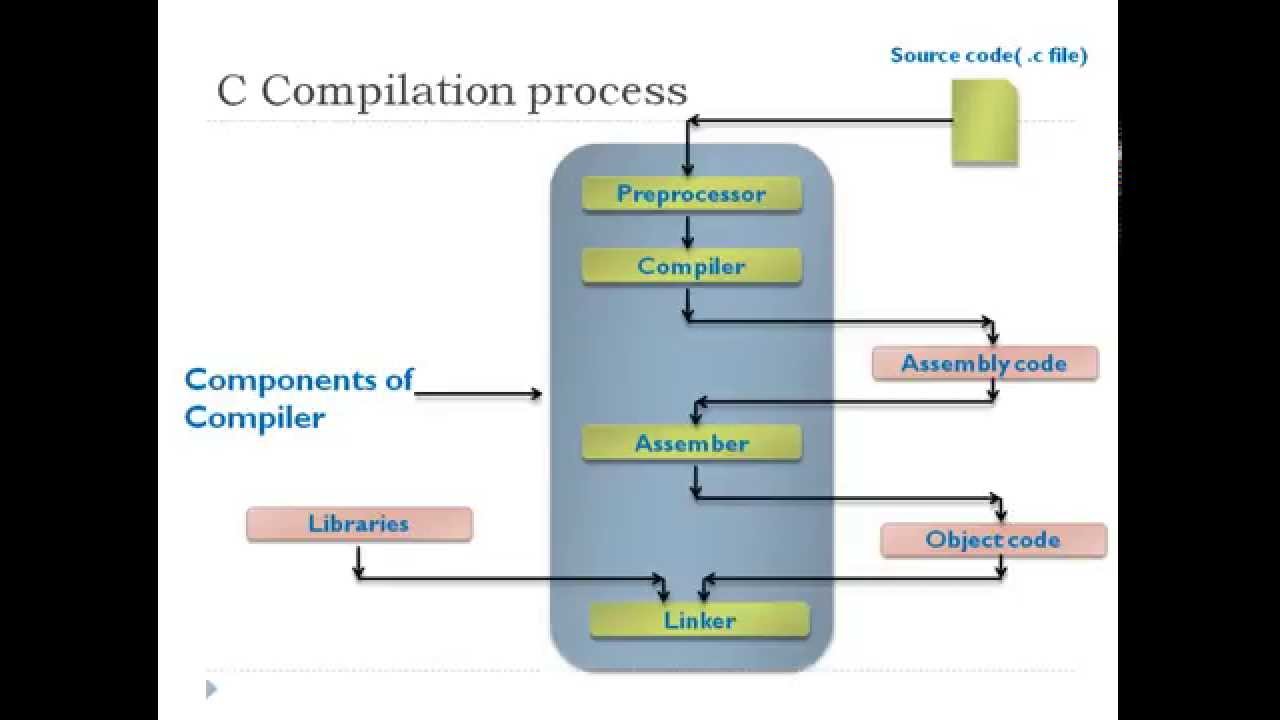 Source code( .c file)
C Compilation process
Preprocessor
Compiler
Assembly code
Components of
Compiler
Assember
Libraries
Object code
Linker